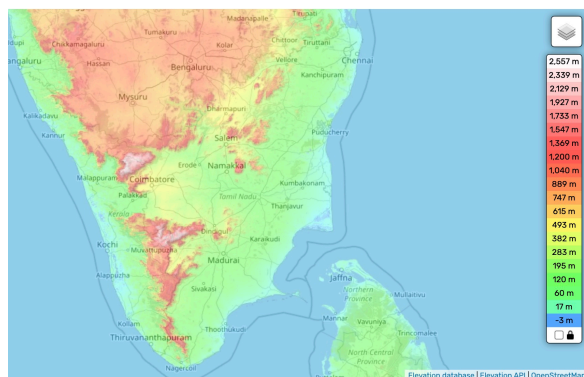 Madanapalle
Tirupati
Tumakuru
Chikkamagaluru
Kolar
Chittoor
Tiruttani
Udupi
Hassan
Bengaluru
Vellore
Chennai
Mangaluru
Kanchipuram
Mysuru
Dharmapuri
Kalikadavu
Kannur
Salem
Puducherry
Erode
Namakkal
Malappuram
Coimbatore
Palakkad
Kumbakonam
Tamil Nadu
Thanjavur
Kerala
Kochi
Muvattupuzha
Dindigul
Karaikudi
Madurai
Alappuzha
Sivakasi
Jaffna
Northern
Province
Mullaitivu
Kollam
Thoothukudi
Mannar
Vavuniya
Thiruvananthapuram
Trincomalee
Nagercoil
North Central
Province
2,557 m
2,339 m
2,129 m
1,927 m
1,733 m
1,547 m
1,369 m
1,200 m
1,040 m
889 m
747 m
615 m
493 m
382 m
283 m
195 m
120 m
60 m
17 m
-3 m
Elevation database | Elevation API | OpenStreetMap